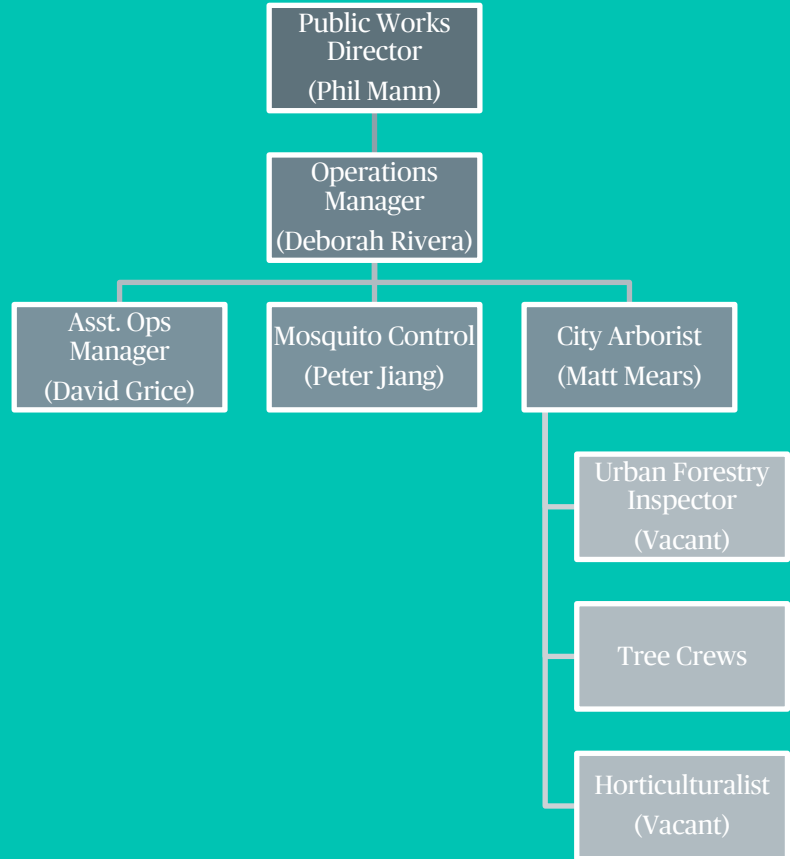 Public Works
Director
(Phil Mann)
Operations
Manager
(Deborah Rivera)
Asst. Ops
Manager
(David Grice)
Mosquito Control
(Peter Jiang)
City Arborist
(Matt Mears)
Urban Forestry
Inspector
(Vacant)
Tree Crews
Horticulturalist
(Vacant)